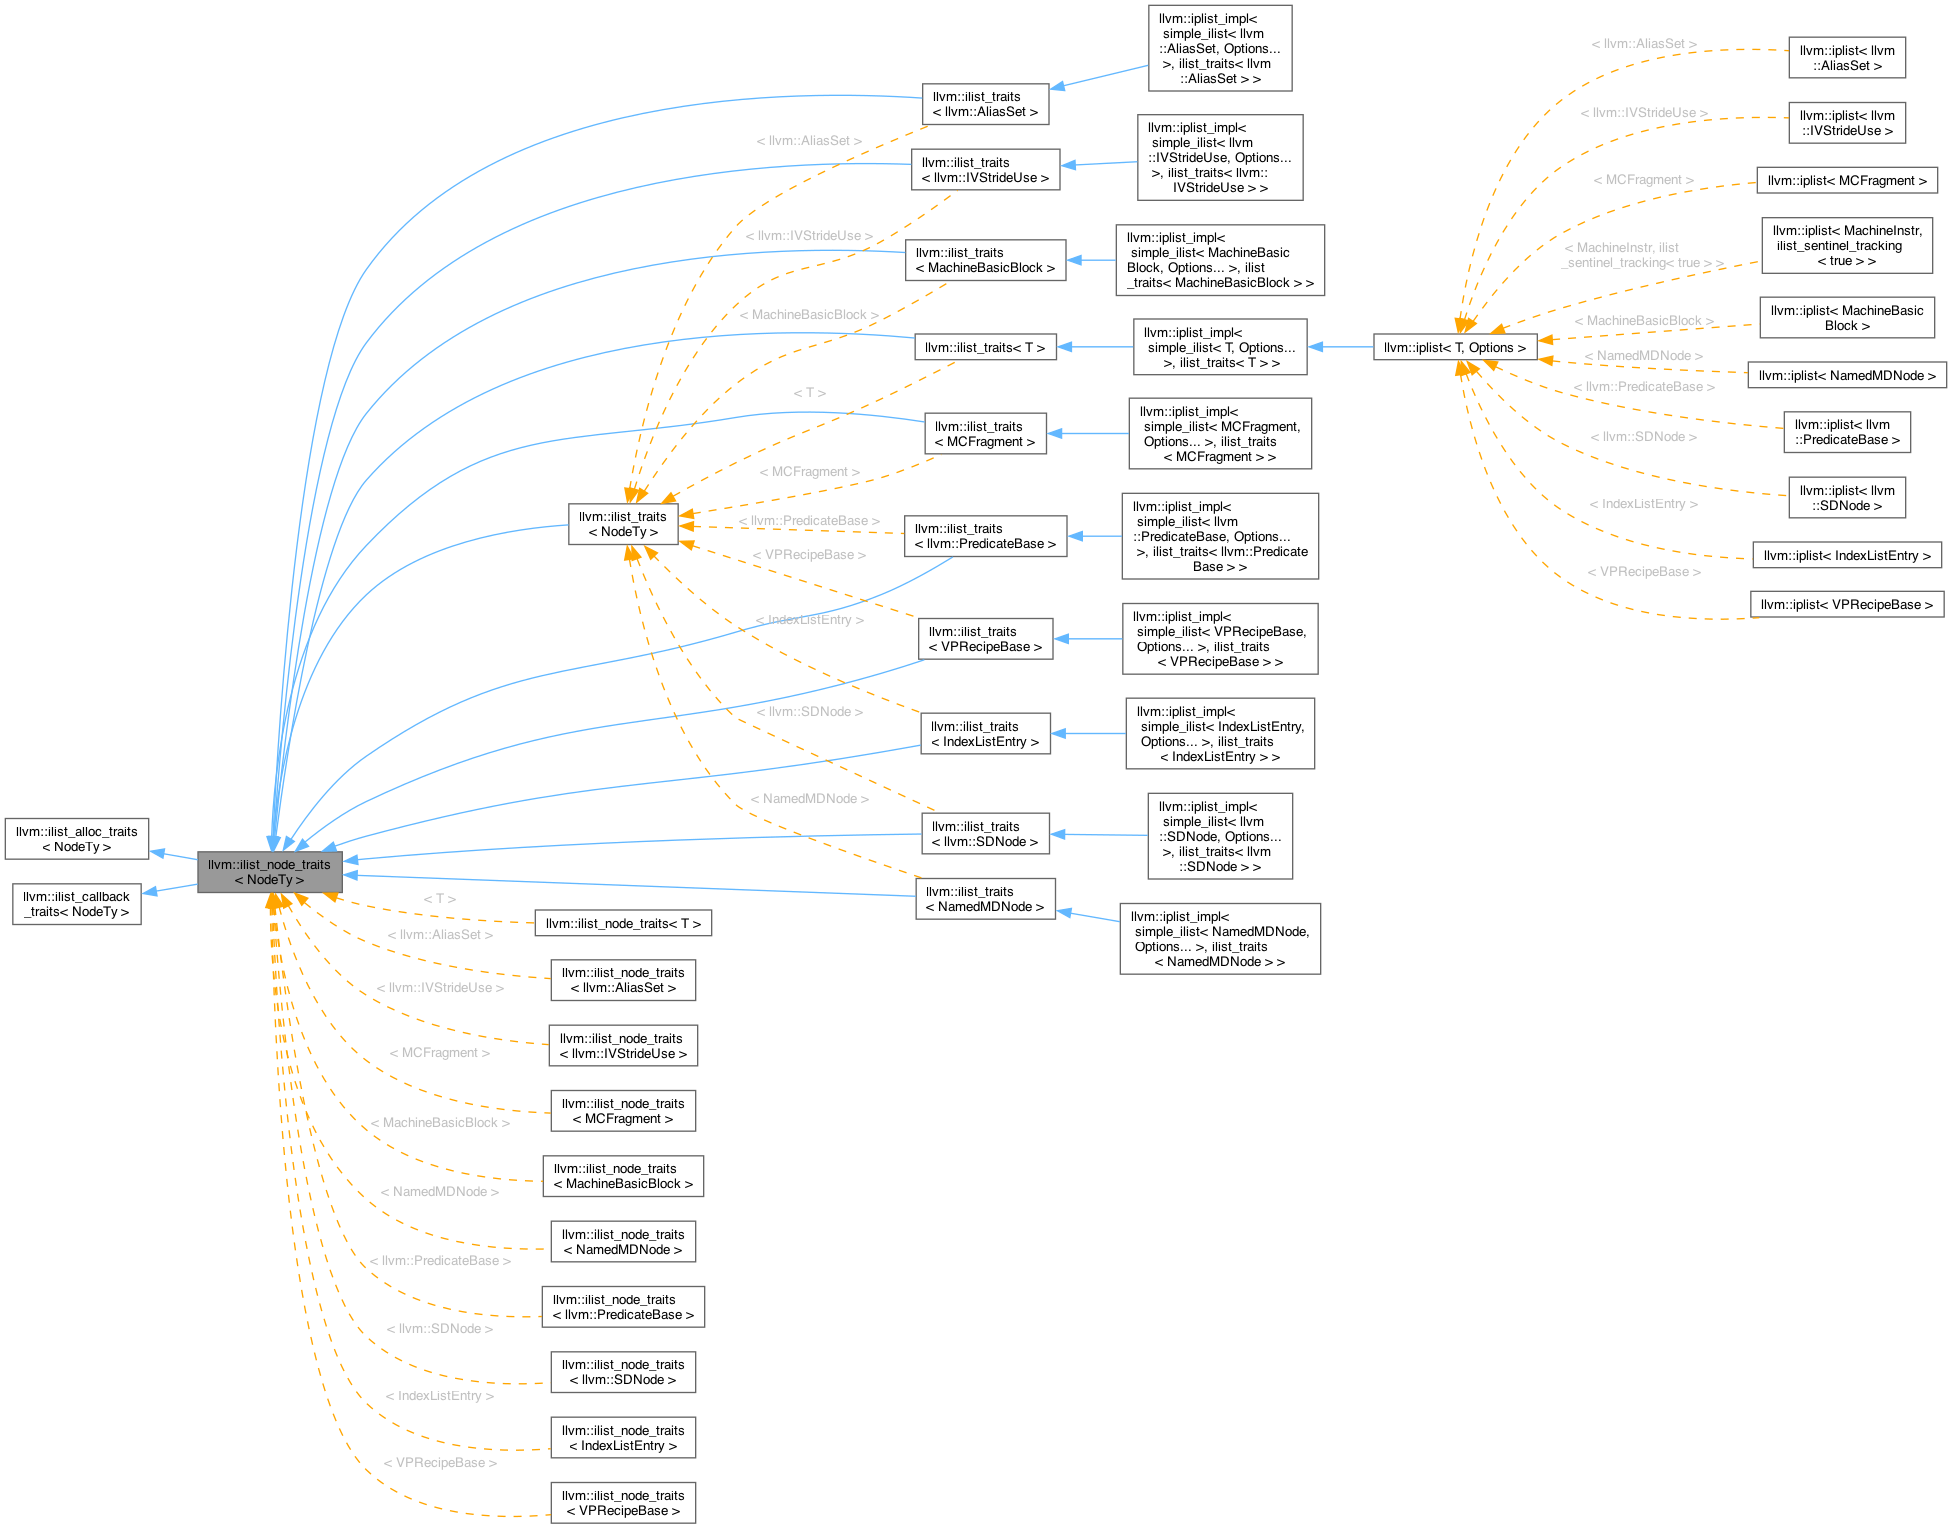 llvm::ilist_alloc_traits
< NodeTy >
llvm::ilist_callback
_traits< NodeTy >
llvm::ilist_node_traits
< NodeTy >
llvm::ilist_traits
< NodeTy >
llvm::ilist_node_traits< T >
llvm::ilist_node_traits
< llvm::AliasSet >
llvm::ilist_node_traits
< llvm::IVStrideUse >
llvm::ilist_node_traits
< MCFragment >
llvm::ilist_node_traits
< MachineBasicBlock >
llvm::ilist_node_traits
< NamedMDNode >
llvm::ilist_node_traits
< llvm::PredicateBase >
llvm::ilist_node_traits
< llvm::SDNode >
llvm::ilist_node_traits
< IndexListEntry >
llvm::ilist_node_traits
< VPRecipeBase >
< T >
< llvm::AliasSet >
< llvm::IVStrideUse >
< MCFragment >
< MachineBasicBlock >
< NamedMDNode >
< llvm::PredicateBase >
< llvm::SDNode >
< IndexListEntry >
< VPRecipeBase >
< llvm::AliasSet >
< llvm::IVStrideUse >
< MachineBasicBlock >
< T >
< MCFragment >
< llvm::PredicateBase >
< VPRecipeBase >
< IndexListEntry >
< llvm::SDNode >
< NamedMDNode >
llvm::ilist_traits
< llvm::AliasSet >
llvm::ilist_traits
< llvm::IVStrideUse >
llvm::ilist_traits
< MachineBasicBlock >
llvm::ilist_traits< T >
llvm::ilist_traits
< MCFragment >
llvm::ilist_traits
< llvm::PredicateBase >
llvm::ilist_traits
< VPRecipeBase >
llvm::ilist_traits
< IndexListEntry >
llvm::ilist_traits
< llvm::SDNode >
llvm::ilist_traits
< NamedMDNode >
llvm::iplist_impl<
simple_ilist< llvm
::AliasSet, Options...
>, ilist_traits< llvm
::AliasSet > >
llvm::iplist_impl<
simple_ilist< llvm
::IVStrideUse, Options...
>, ilist_traits< llvm::
IVStrideUse > >
llvm::iplist_impl<
simple_ilist< MachineBasic
Block, Options... >, ilist
_traits< MachineBasicBlock > >
llvm::iplist_impl<
simple_ilist< T, Options...
>, ilist_traits< T > >
llvm::iplist_impl<
simple_ilist< MCFragment,
Options... >, ilist_traits
< MCFragment > >
llvm::iplist_impl<
simple_ilist< llvm
::PredicateBase, Options...
>, ilist_traits< llvm::Predicate
Base > >
llvm::iplist_impl<
simple_ilist< VPRecipeBase,
Options... >, ilist_traits
< VPRecipeBase > >
llvm::iplist_impl<
simple_ilist< IndexListEntry,
Options... >, ilist_traits
< IndexListEntry > >
llvm::iplist_impl<
simple_ilist< llvm
::SDNode, Options...
>, ilist_traits< llvm
::SDNode > >
llvm::iplist_impl<
simple_ilist< NamedMDNode,
Options... >, ilist_traits
< NamedMDNode > >
llvm::iplist< T, Options >
< llvm::AliasSet >
< llvm::IVStrideUse >
< MCFragment >
< MachineInstr, ilist
_sentinel_tracking< true > >
< MachineBasicBlock >
< NamedMDNode >
< llvm::PredicateBase >
< llvm::SDNode >
< IndexListEntry >
< VPRecipeBase >
llvm::iplist< llvm
::AliasSet >
llvm::iplist< llvm
::IVStrideUse >
llvm::iplist< MCFragment >
llvm::iplist< MachineInstr,
ilist_sentinel_tracking
< true > >
llvm::iplist< MachineBasic
Block >
llvm::iplist< NamedMDNode >
llvm::iplist< llvm
::PredicateBase >
llvm::iplist< llvm
::SDNode >
llvm::iplist< IndexListEntry >
llvm::iplist< VPRecipeBase >